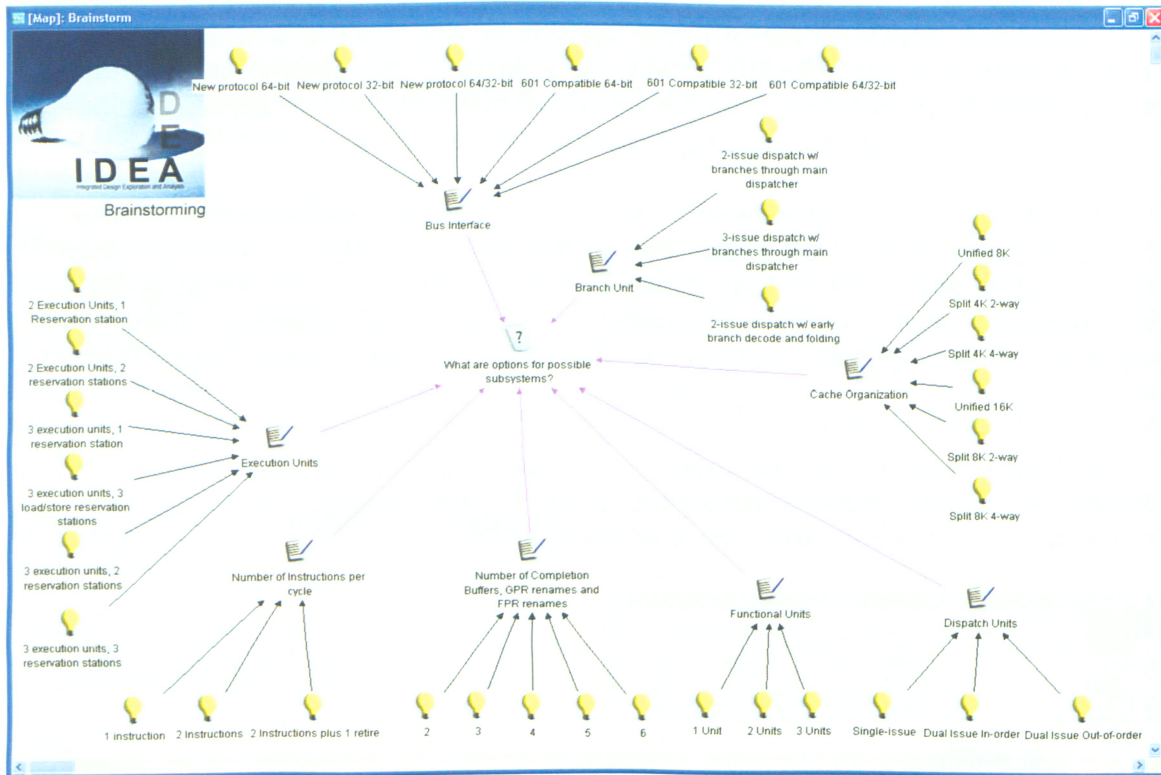 [Map]: Brainstorm
D
E
IDEA
Integrated Design Exploration and Analysis
Brainstorming
New protocol 64-bit
New protocol 32-bit
New protocol 64/32-bit
601 Compatible 64-bit
601 Compatible 32-bit
601 Compatible 64/32-bit
Bus Interface
2-issue dispatch w/
branches through main
dispatcher
3-issue dispatch w/
branches through main
dispatcher
2-issue dispatch w/ early
branch decode and folding
Branch Unit
Unified 8K
Split 4K 2-way
Split 4K 4-way
Unified 16K
Split 8K 2-way
Split 8K 4-way
Cache Organization
?
What are options for possible
subsystems?
2 Execution Units, 1
Reservation station
2 Execution Units, 2
reservation stations
3 execution units, 1
reservation station
3 execution units, 3
load/store reservation
stations
3 execution units, 2
reservation stations
3 execution units, 3
reservation stations
Execution Units
Number of Instructions per
cycle
1 instruction
2 Instructions
2 Instructions plus 1 retire
Number of Completion
Buffers, GPR renames and
FPR renames
2
3
4
5
6
Functional Units
1 Unit
2 Units
3 Units
Dispatch Units
Single-issue
Dual Issue In-order
Dual Issue Out-of-order